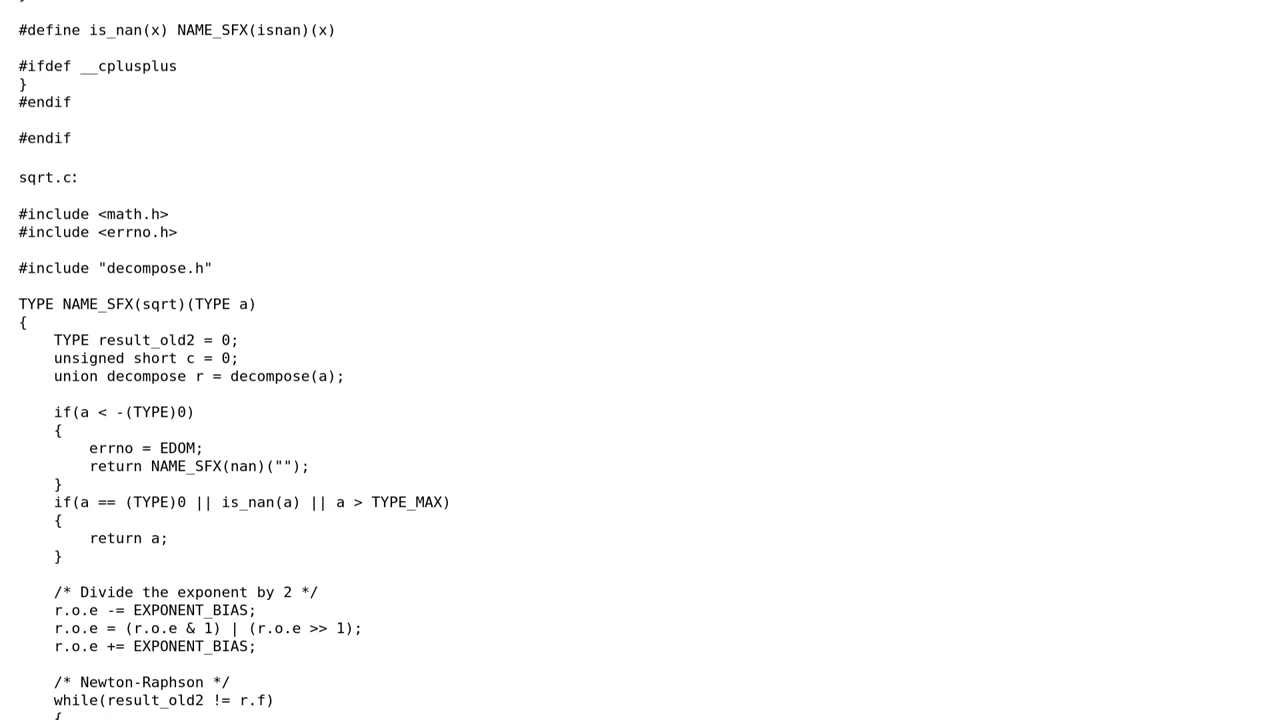 #define is_nan(x) NAME_SFX(isnan)(x)

#ifdef __cplusplus
}
#endif

#endif

sqrt.c:

#include <math.h>
#include <errno.h>

#include "decompose.h"

TYPE NAME_SFX(sqrt)(TYPE a)
{
    TYPE result_old2 = 0;
    unsigned short c = 0;
    union decompose r = decompose(a);

    if(a < -(TYPE)0)
    {
        errno = EDOM;
        return NAME_SFX(nan)("");
    }
    if(a == (TYPE)0 || is_nan(a) || a > TYPE_MAX)
    {
        return a;
    }

    /* Divide the exponent by 2 */
    r.o.e -= EXPONENT_BIAS;
    r.o.e = (r.o.e & 1) | (r.o.e >> 1);
    r.o.e += EXPONENT_BIAS;

    /* Newton-Raphson */
    while(result_old2 != r.f)
    {